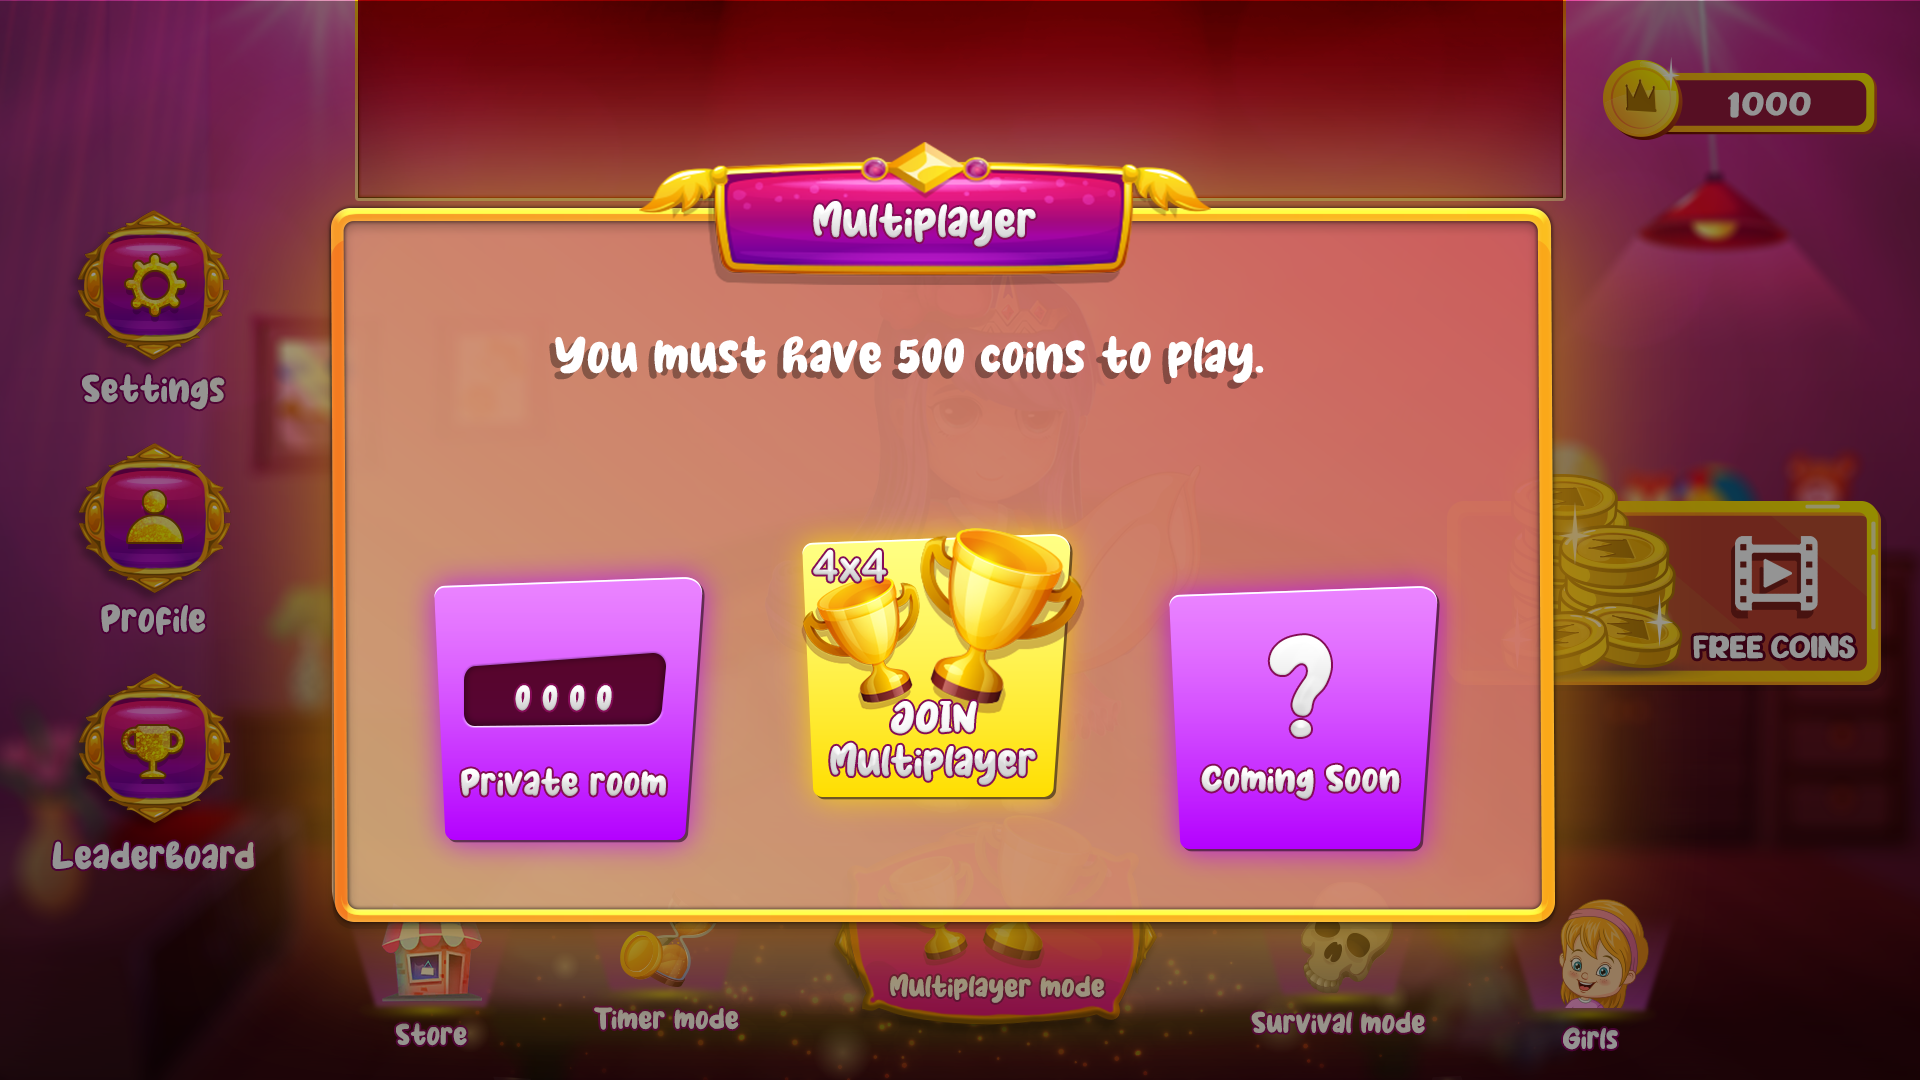 1000
Multiplayer
You must have 500 coins to play.
Settings
Profile
Leaderboard
0 0 0 0
Private room
4x4
JOIN
Multiplayer
?
Coming Soon
FREE COINS
Store
Timer mode
Multiplayer mode
Survival mode
Girls